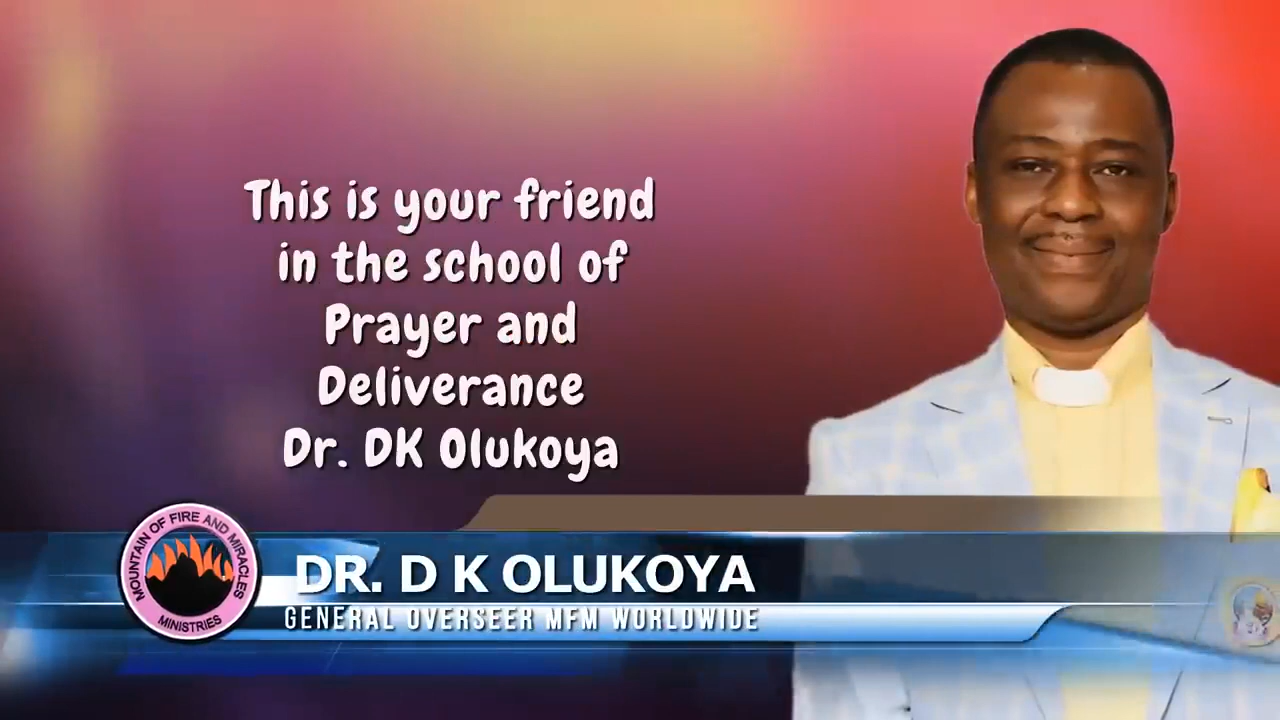 This is your friend
in the school of
Prayer and
Deliverance
Dr. DK Olukoya
MOUNTAIN OF FIRE AND MIRACLES
MINISTRIES
DR. D K OLUKOYA
GENERAL OVERSEER MFM WORLDWIDE